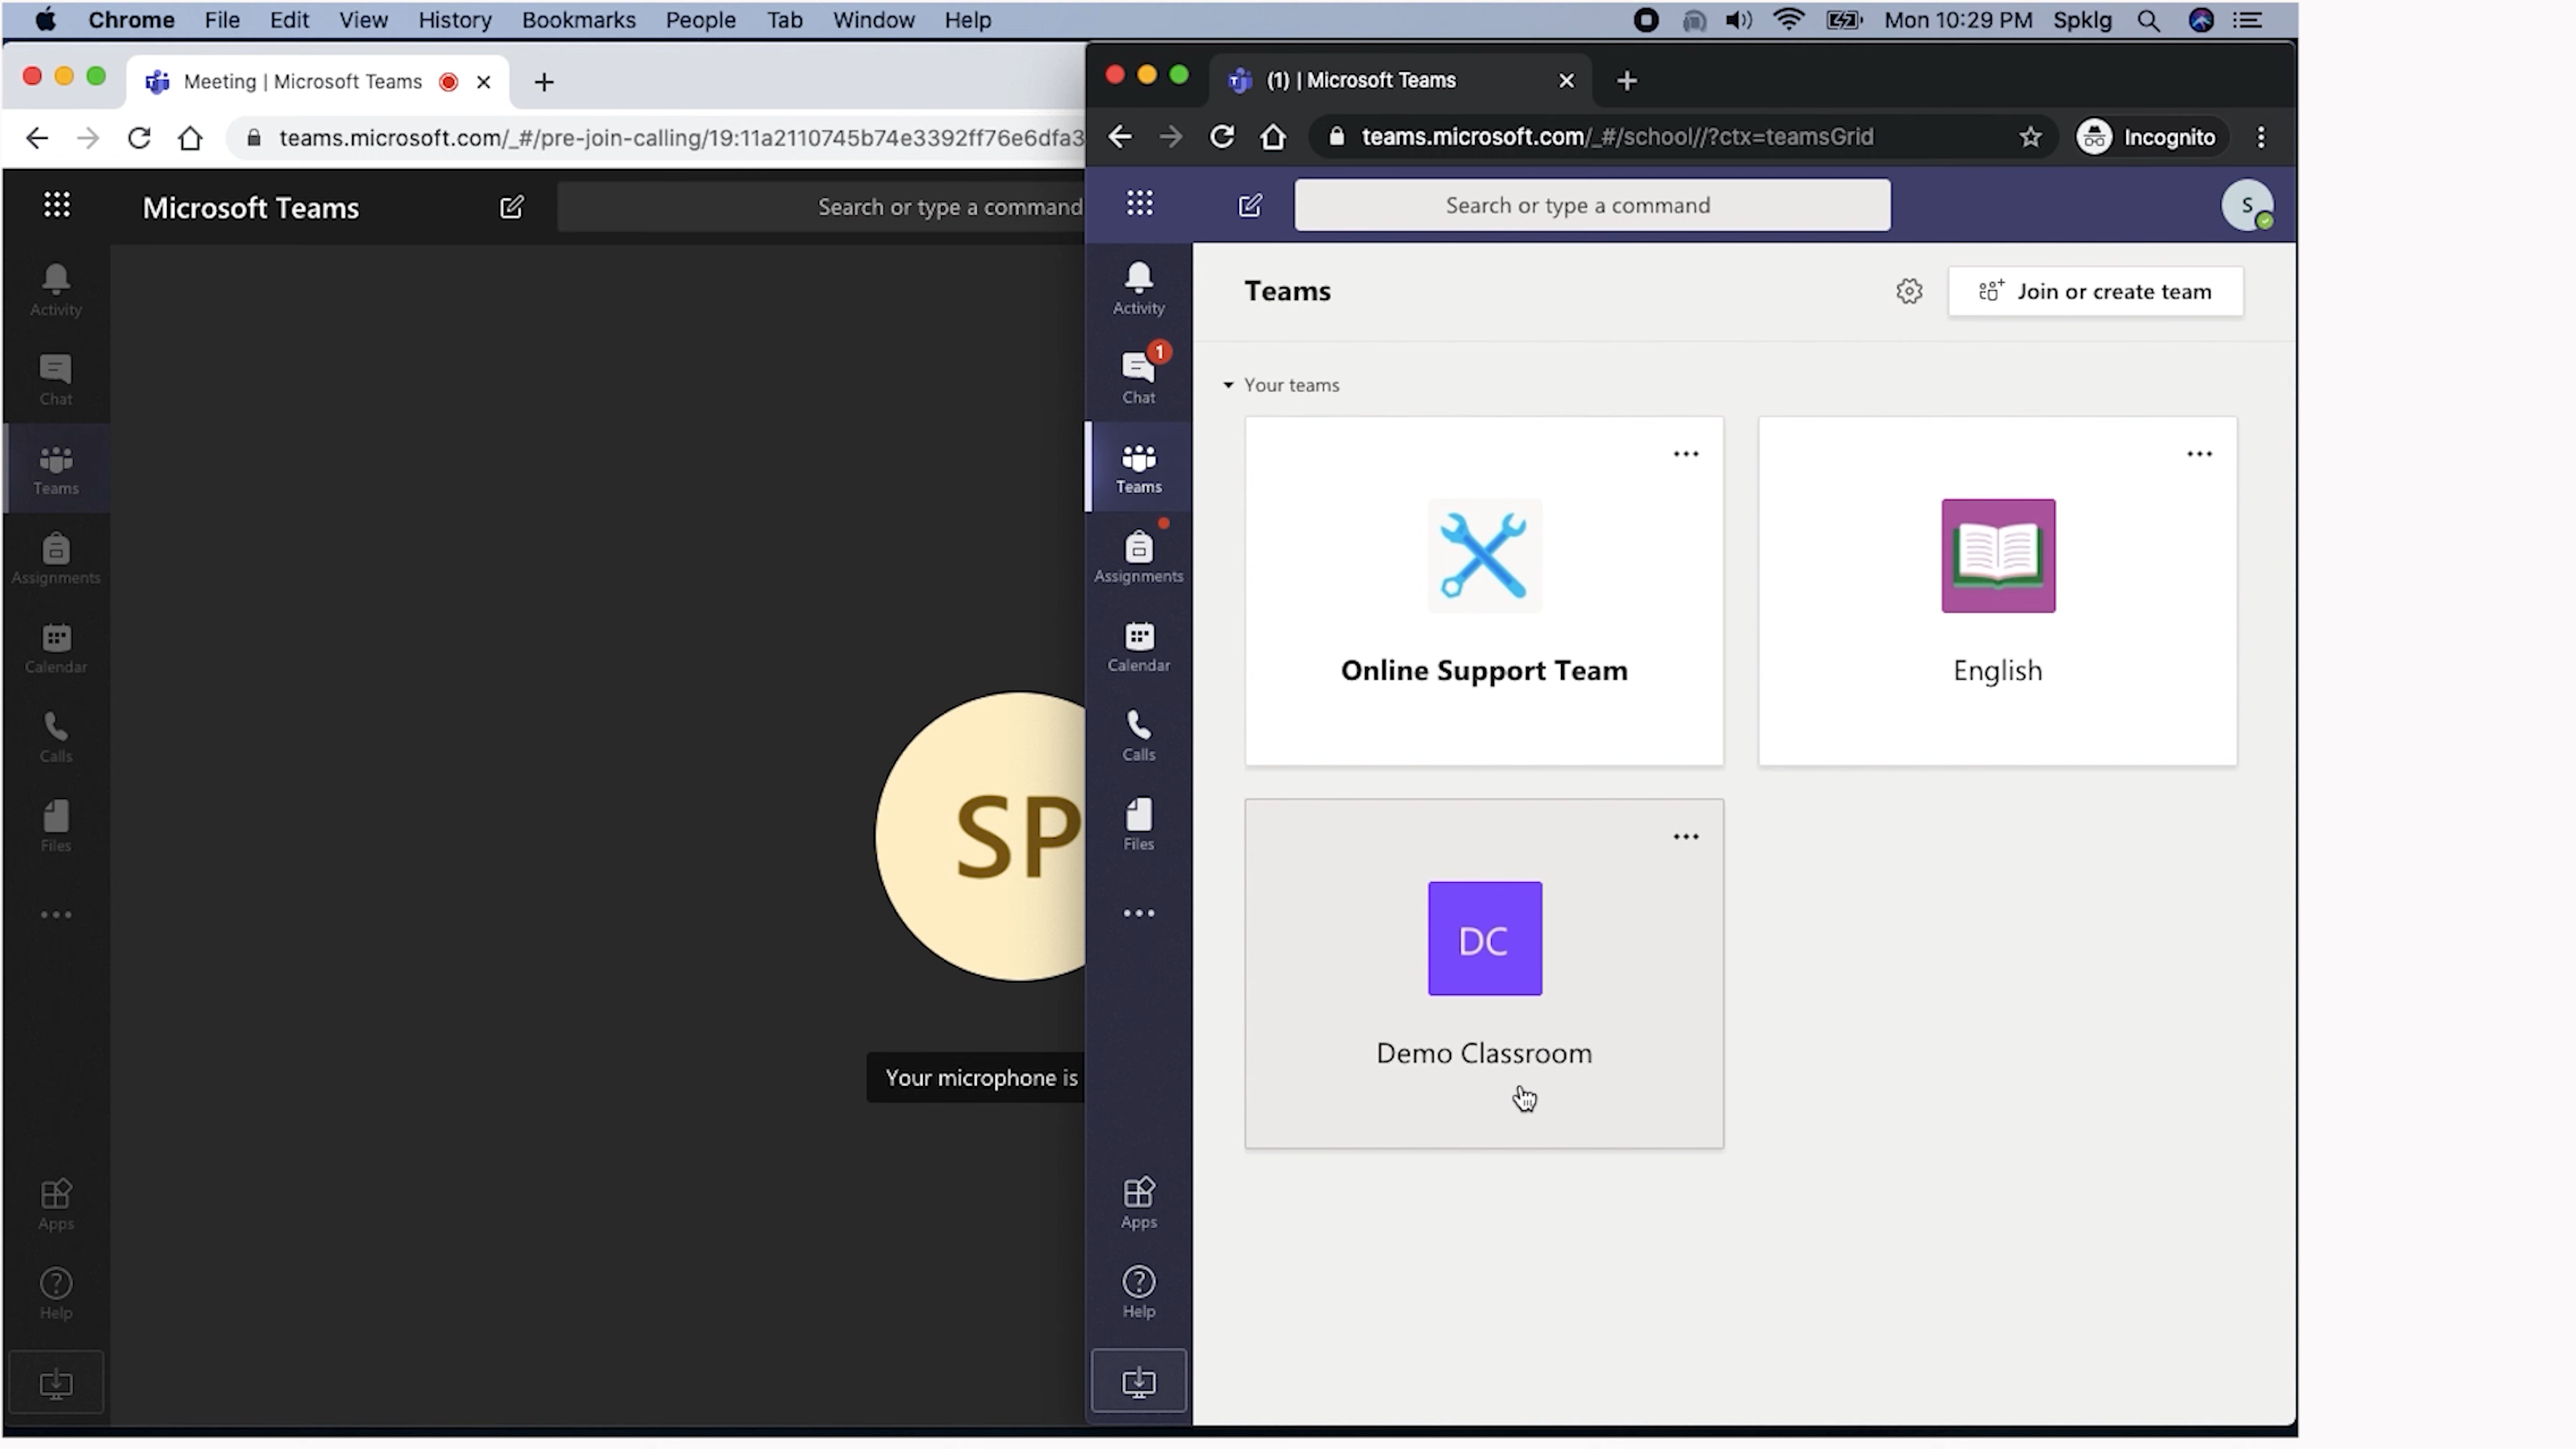 Chrome File Edit View History Bookmarks People Tab Window Help Mon 10:29 PM Spklg
Meeting | Microsoft Teams
teams.microsoft.com/_#/pre-join-calling/19:11a2110745b74e3392ff76e6dfa3
Microsoft Teams
Search or type a command
Activity
Chat
Teams
Assignments
Calendar
Calls
Files
SP
Your microphone is
Apps
Help
(1) | Microsoft Teams
teams.microsoft.com/_#/school//?ctx=teamsGrid
Incognito
Search or type a command
S
Activity
1
Chat
Teams
Assignments
Calendar
Calls
Files
Apps
Help
Teams
Join or create team
Your teams
Online Support Team
English
DC
Demo Classroom